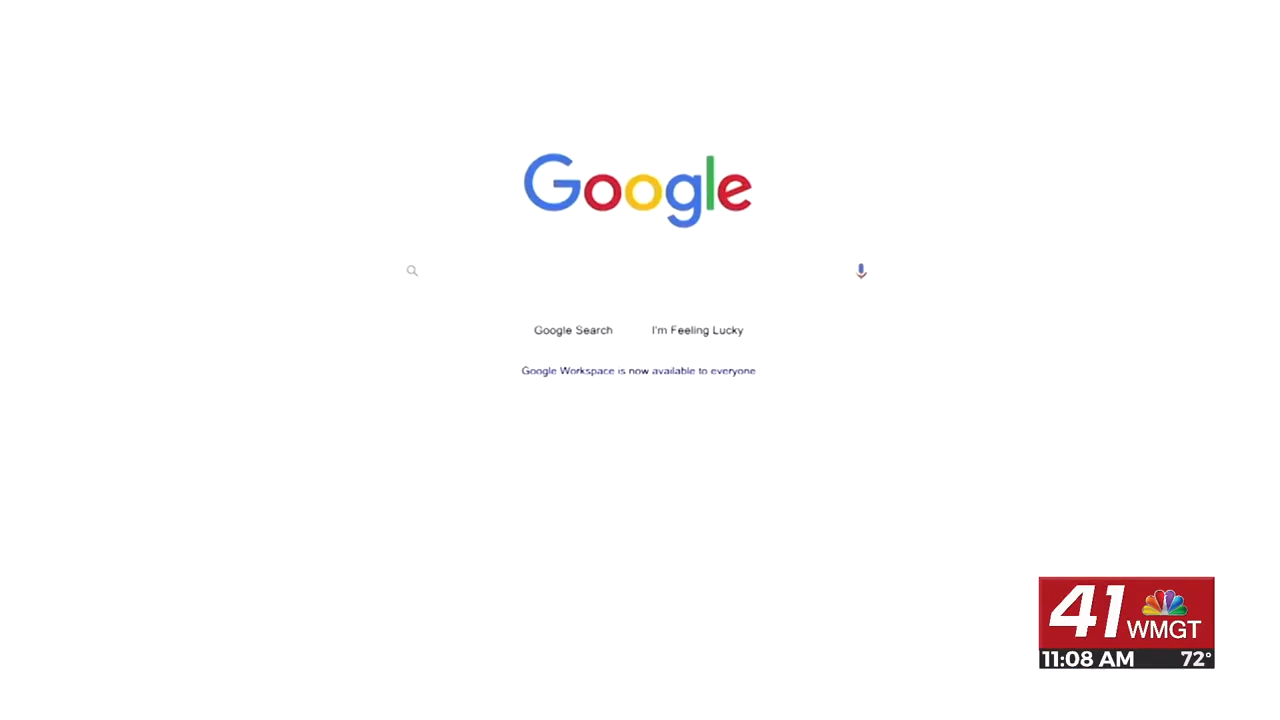 Google
Google Search I'm Feeling Lucky
Google Workspace is now available to everyone
41
WMGT
11:08 AM 72°